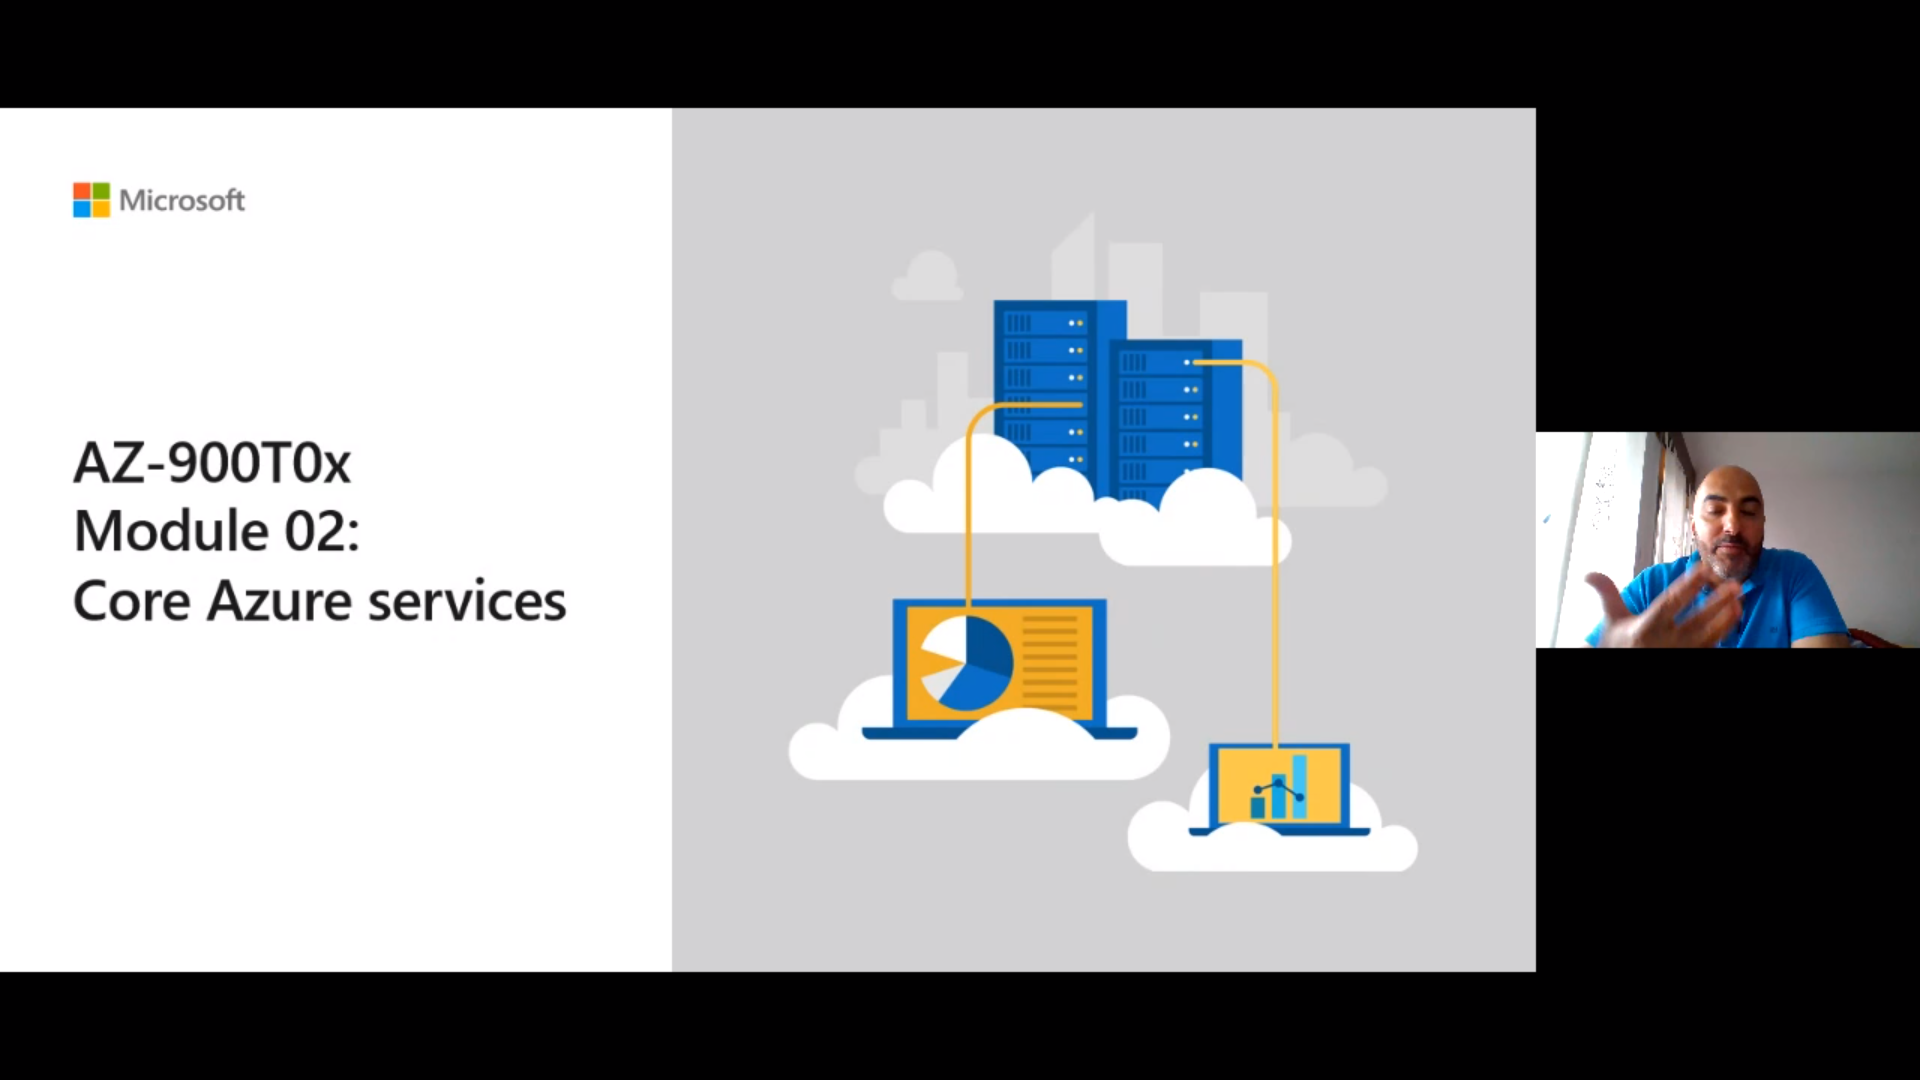 Microsoft
AZ-900T0x
Module 02:
Core Azure services